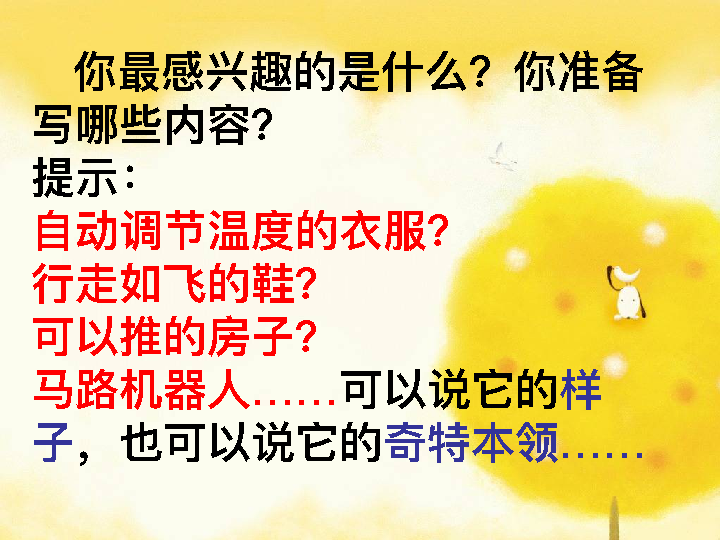 你最感兴趣的是什么？你准备
写哪些内容？
提示：
自动调节温度的衣服？
行走如飞的鞋？
可以推的房子？
马路机器人……可以说它的样
子，也可以说它的奇特本领……